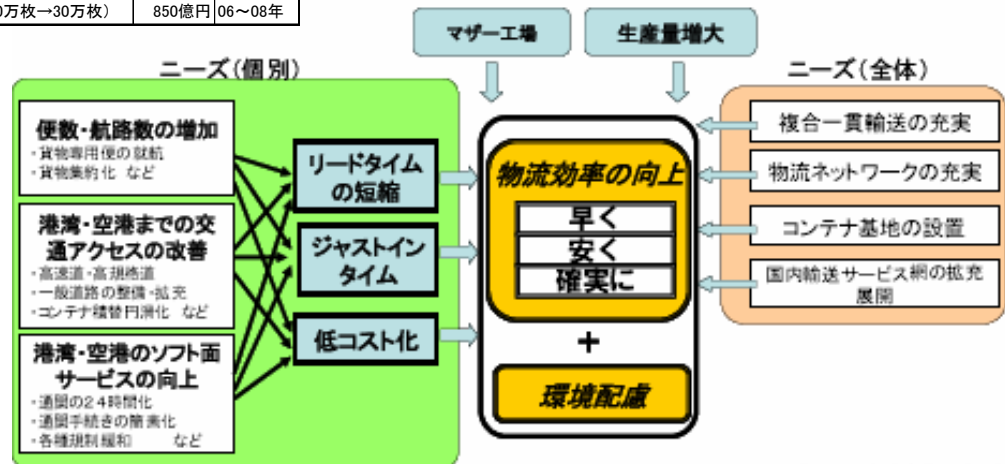 0万枚→30万枚) 850億円 06～08年
マザー工場
生産量増大
ニーズ(個別)
ニーズ(全体)
便数・航路数の増加
・貨物専用便の就航
・貨物集約化 など
港湾・空港までの交
通アクセスの改善
・高速道・高規格道
・一般道路の整備・拡充
・コンテナ積替円滑化 など
港湾・空港のソフト面
サービスの向上
・通関の24時間化
・通関手続きの簡素化
・各種規制緩和 など
リードタイム
の短縮
ジャストイン
タイム
低コスト化
物流効率の向上
早く
安く
確実に
+
環境配慮
複合一貫輸送の充実
物流ネットワークの充実
コンテナ基地の設置
国内輸送サービス網の拡充
展開